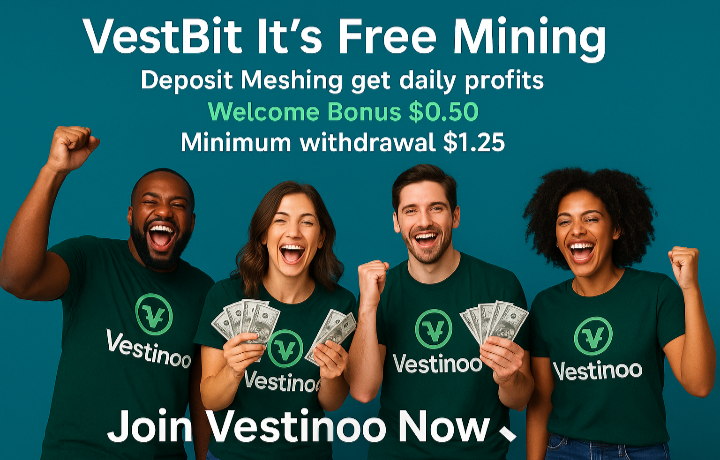 VestBit It's Free Mining
Deposit Meshing get daily profits
Welcome Bonus $0.50
Minimum withdrawal $1.25
Vestinoo
Vestinoo
Vestinoo
Vestinoo
Join Vestinoo Now